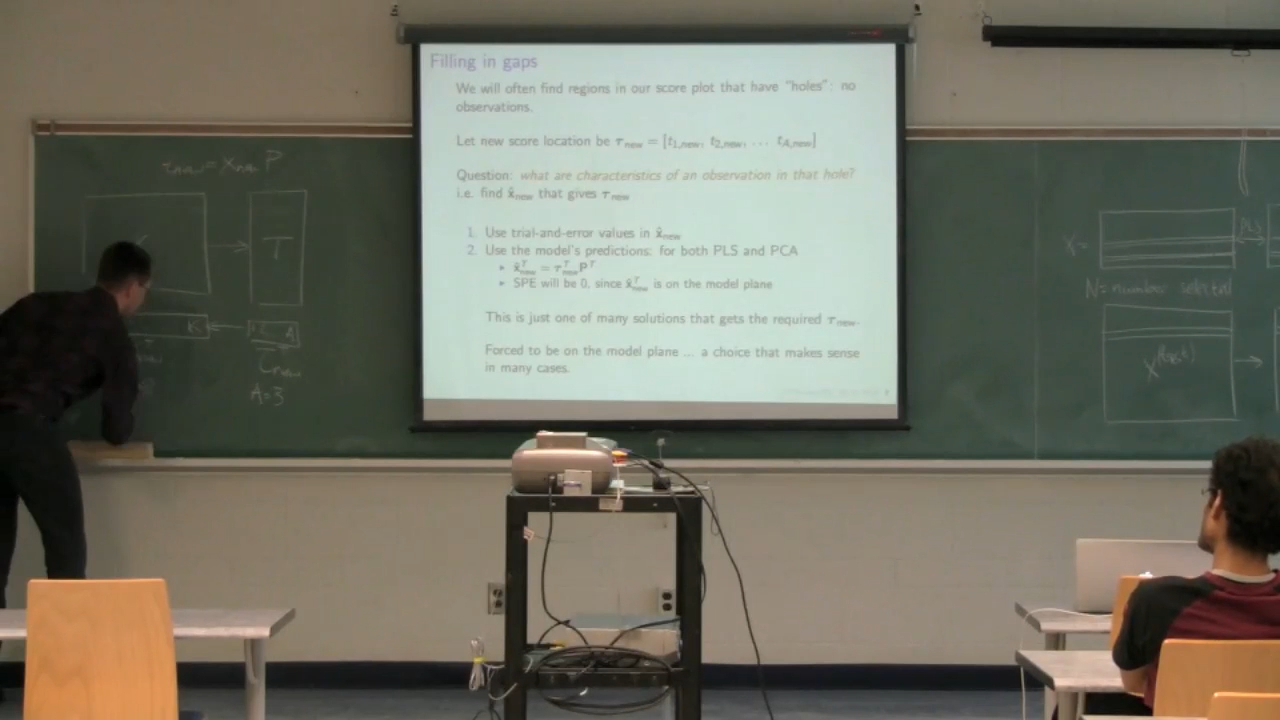 Filling in gaps
We will often find regions in our score plot that have "holes": no
observations.
Let new score location be τnew = [t1,new, t2,new, ... tA,new]
Question: what are characteristics of an observation in that hole?
i.e. find x̂new that gives τnew
1. Use trial-and-error values in x̂new
2. Use the model's predictions: for both PLS and PCA
▸ x̂ᵀnew = τᵀnew Pᵀ
▸ SPE will be 0, since x̂ᵀnew is on the model plane
This is just one of many solutions that gets the required τnew.
Forced to be on the model plane ... a choice that makes sense
in many cases.
τnew = xnew P
T
K
A
τnew
A=3
PLS
N= number selected
X